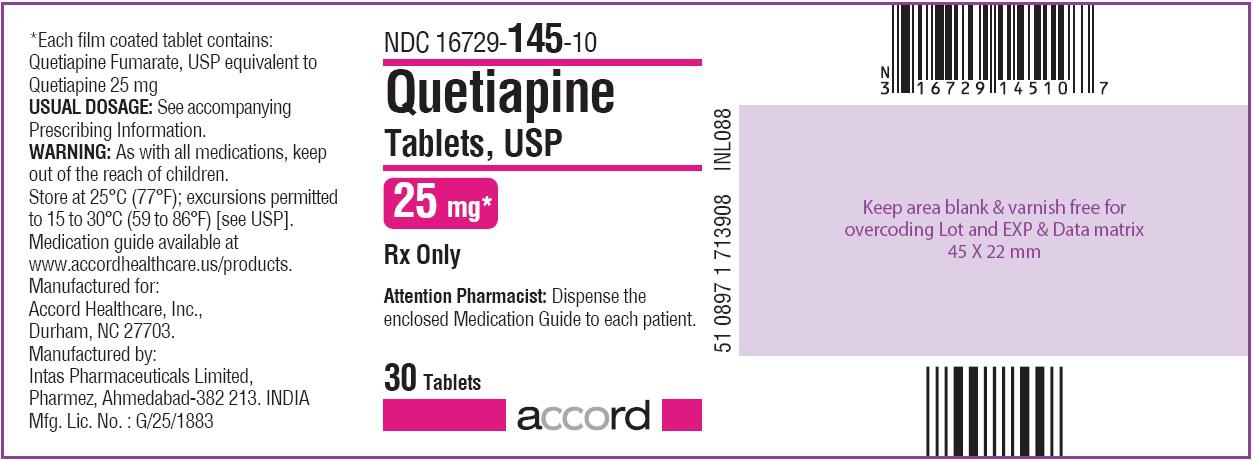 *Each film coated tablet contains:
Quetiapine Fumarate, USP equivalent to
Quetiapine 25 mg
USUAL DOSAGE: See accompanying
Prescribing Information.
WARNING: As with all medications, keep
out of the reach of children.
Store at 25°C (77°F); excursions permitted
to 15 to 30°C (59 to 86°F) [see USP].
Medication guide available at
www.accordhealthcare.us/products.
Manufactured for:
Accord Healthcare, Inc.,
Durham, NC 27703.
Manufactured by:
Intas Pharmaceuticals Limited,
Pharmez, Ahmedabad-382 213. INDIA
Mfg. Lic. No. : G/25/1883
NDC 16729-145-10
Quetiapine
Tablets, USP
25 mg*
Rx Only
Attention Pharmacist: Dispense the
enclosed Medication Guide to each patient.
30 Tablets
accord
51 0897 1 713908 INL088
N
3 16729 14510 7
Keep area blank & varnish free for
overcoding Lot and EXP & Data matrix
45 X 22 mm